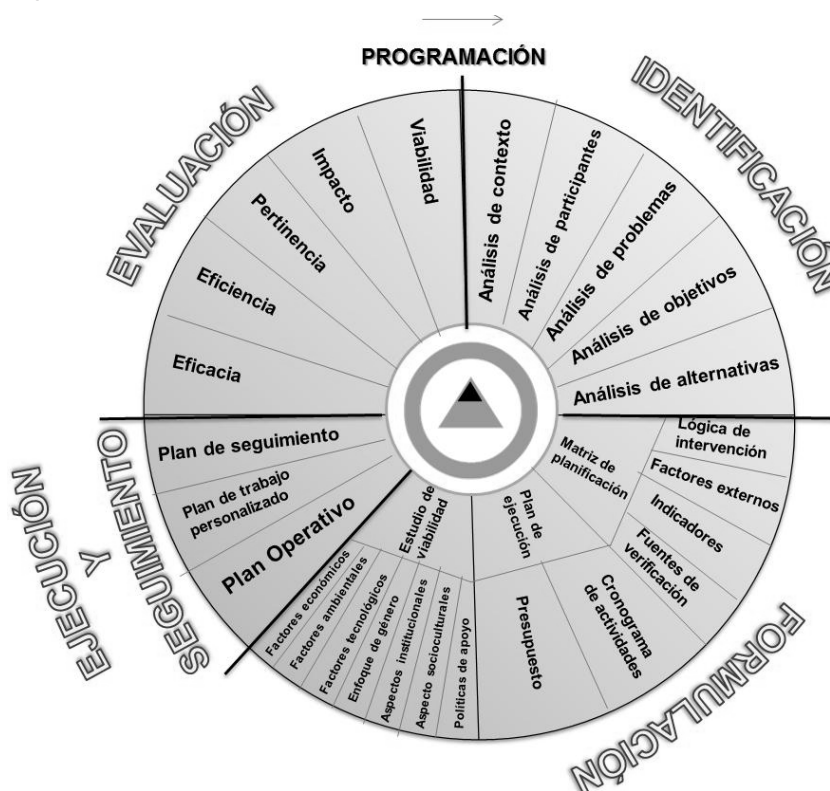 PROGRAMACIÓN
IDENTIFICACIÓN
Análisis de contexto
Análisis de participantes
Análisis de problemas
Análisis de objetivos
Análisis de alternativas
FORMULACIÓN
Matriz de
planificación
Lógica de
intervención
Factores externos
Indicadores
Fuentes de
verificación
Plan de
ejecución
Cronograma
de actividades
Presupuesto
Estudio de
viabilidad
Políticas de apoyo
Aspecto socioculturales
Aspectos institucionales
Enfoque de género
Factores tecnológicos
Factores ambientales
Factores económicos
EJECUCIÓN
Y
SEGUIMIENTO
Plan Operativo
Plan de trabajo
personalizado
Plan de seguimiento
EVALUACIÓN
Eficacia
Eficiencia
Pertinencia
Impacto
Viabilidad